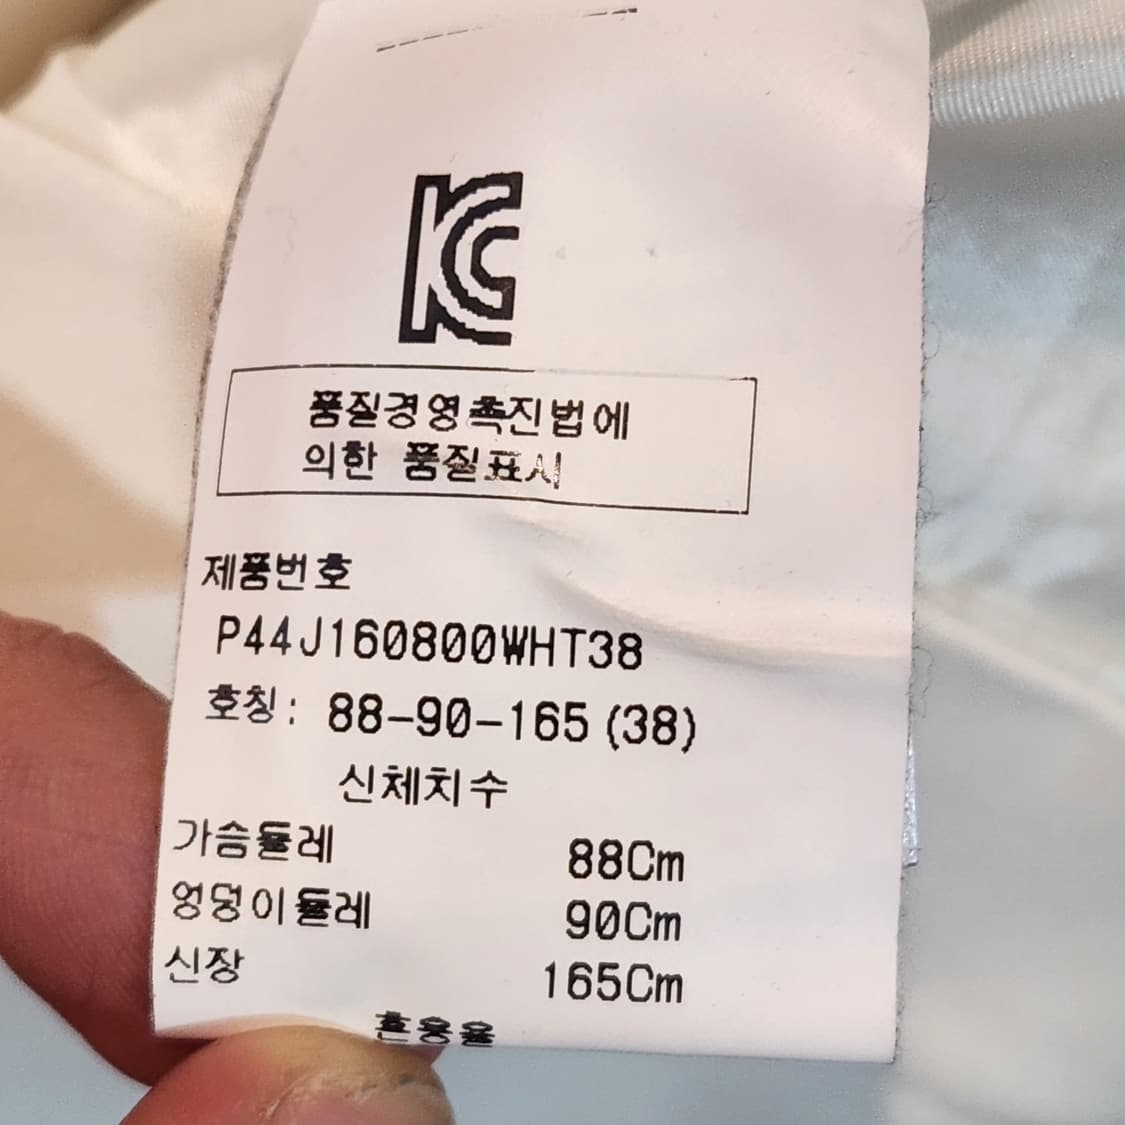 KC
품질경영촉진법에
의한 품질표시
제품번호
P44J160800WHT38
호칭: 88-90-165 (38)
신체치수
가슴둘레 88Cm
엉덩이둘레 90Cm
신장 165Cm
혼용율